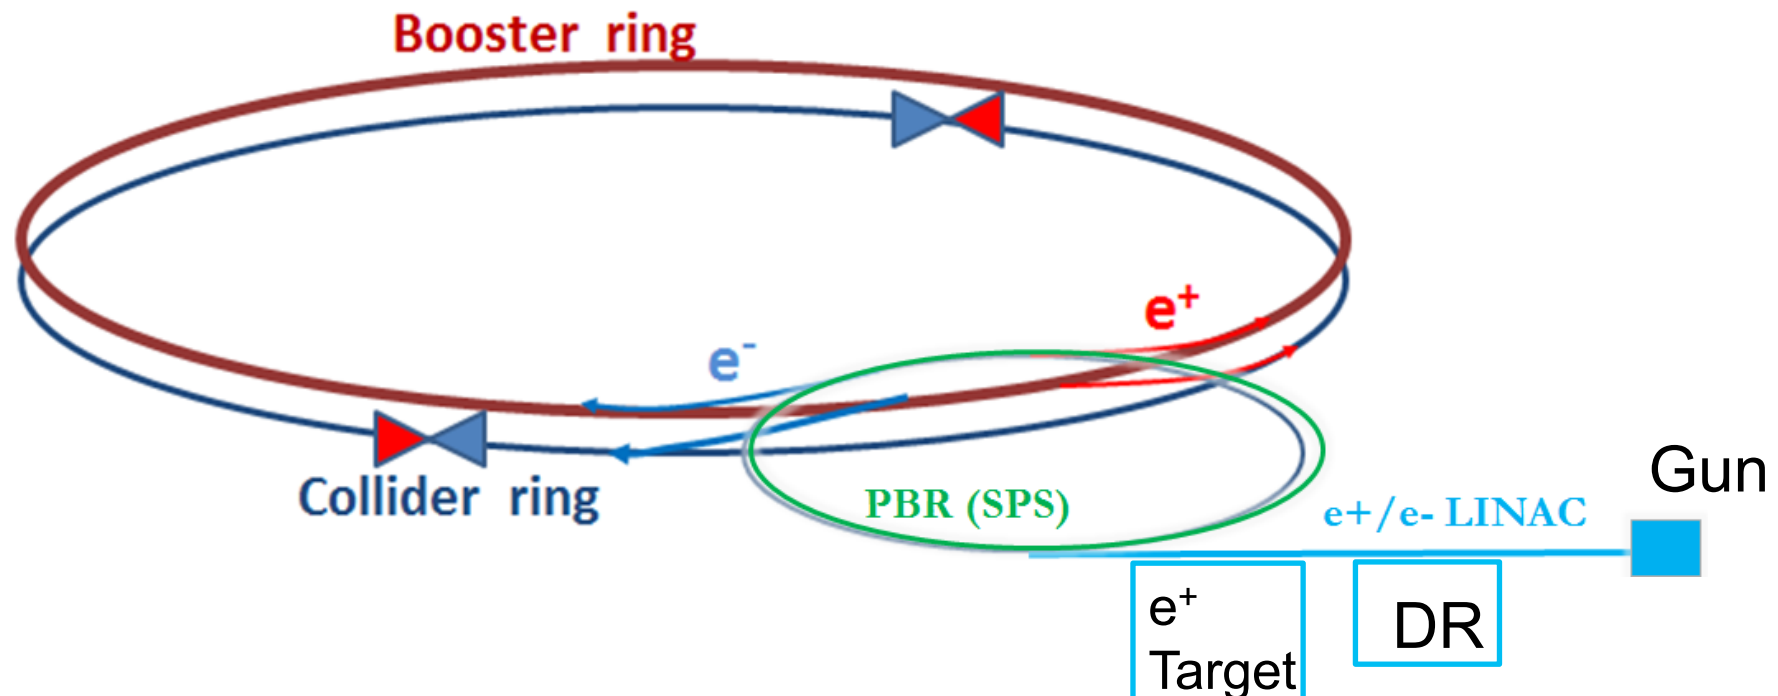 Booster ring
e⁺
e⁻
Collider ring
PBR (SPS)
e+/e- LINAC
Gun
e⁺
Target
DR